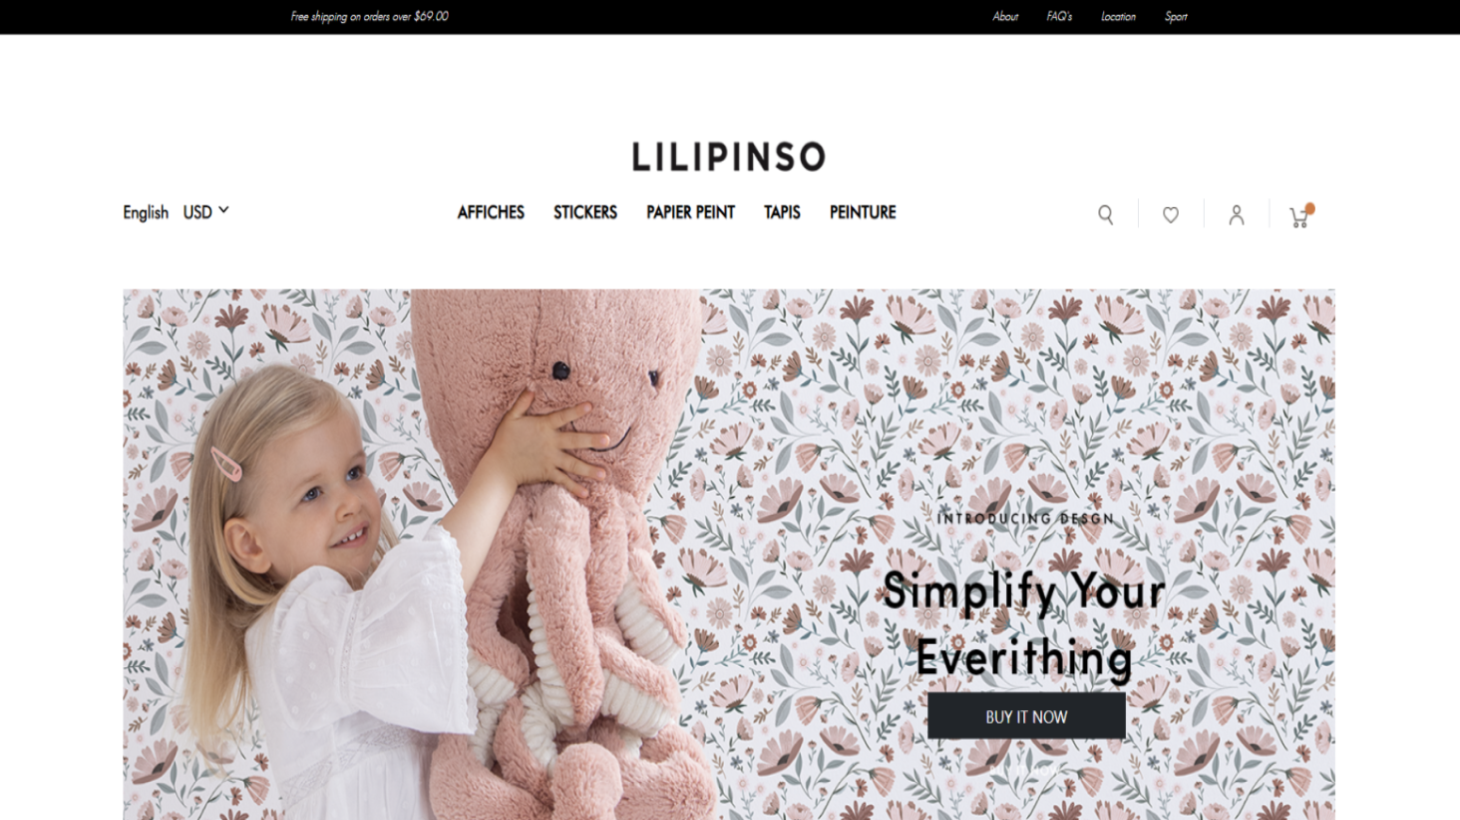 Free shipping on orders over $69.00
About FAQ's Location Sport
LILIPINSO
English USD
AFFICHES STICKERS PAPIER PEINT TAPIS PEINTURE
INTRODUCING DESGN
Simplify Your
Everithing
BUY IT NOW